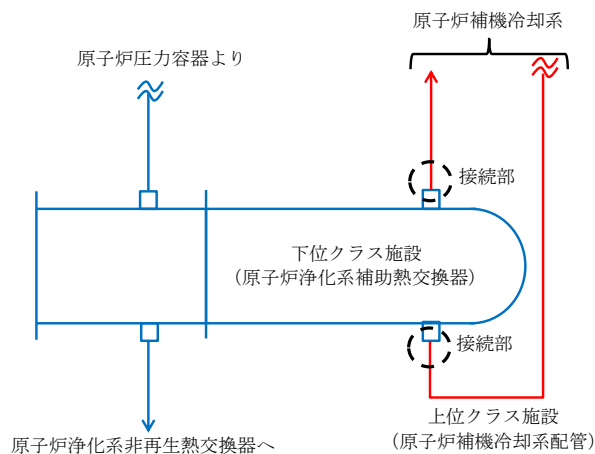 原子炉補機冷却系
原子炉圧力容器より
接続部
下位クラス施設
（原子炉浄化系補助熱交換器）
接続部
上位クラス施設
（原子炉補機冷却系配管）
原子炉浄化系非再生熱交換器へ